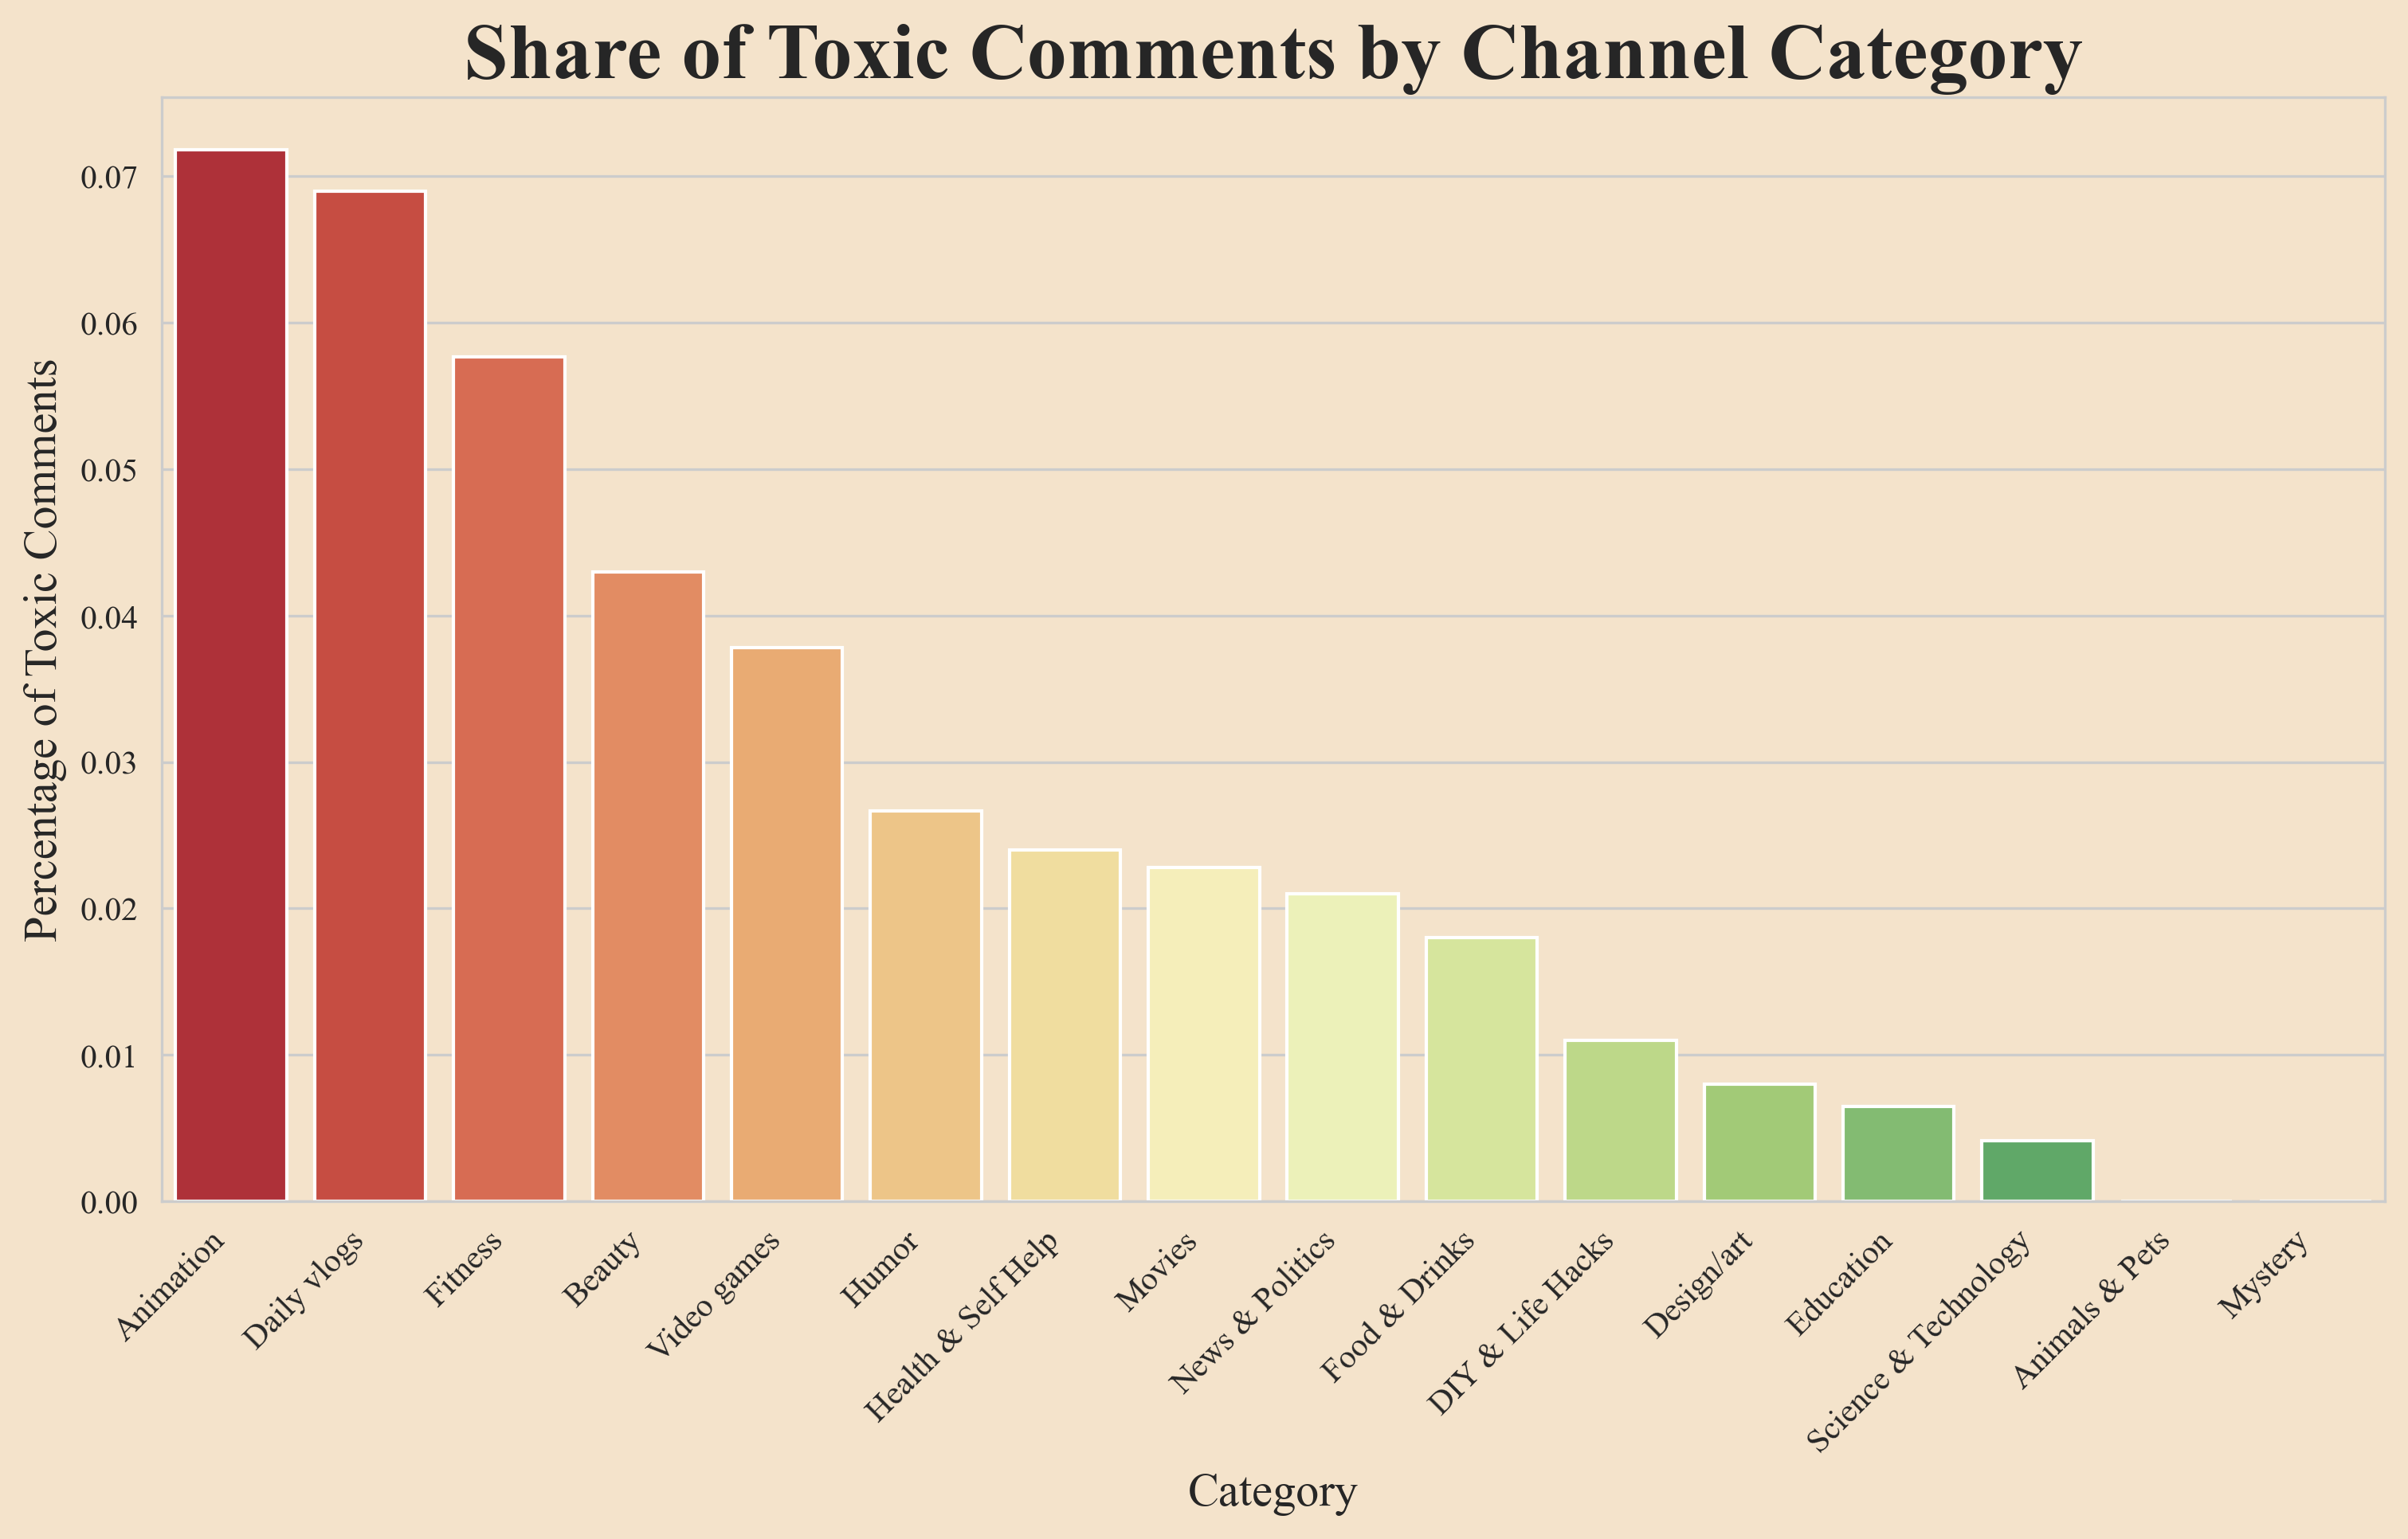 Share of Toxic Comments by Channel Category
Percentage of Toxic Comments
0.07
0.06
0.05
0.04
0.03
0.02
0.01
0.00
Animation
Daily vlogs
Fitness
Beauty
Video games
Humor
Health & Self Help
Movies
News & Politics
Food & Drinks
DIY & Life Hacks
Design/art
Education
Science & Technology
Animals & Pets
Mystery
Category